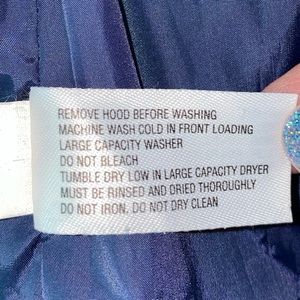 REMOVE HOOD BEFORE WASHING
MACHINE WASH COLD IN FRONT LOADING
LARGE CAPACITY WASHER
DO NOT BLEACH
TUMBLE DRY LOW IN LARGE CAPACITY DRYER
MUST BE RINSED AND DRIED THOROUGHLY
DO NOT IRON. DO NOT DRY CLEAN